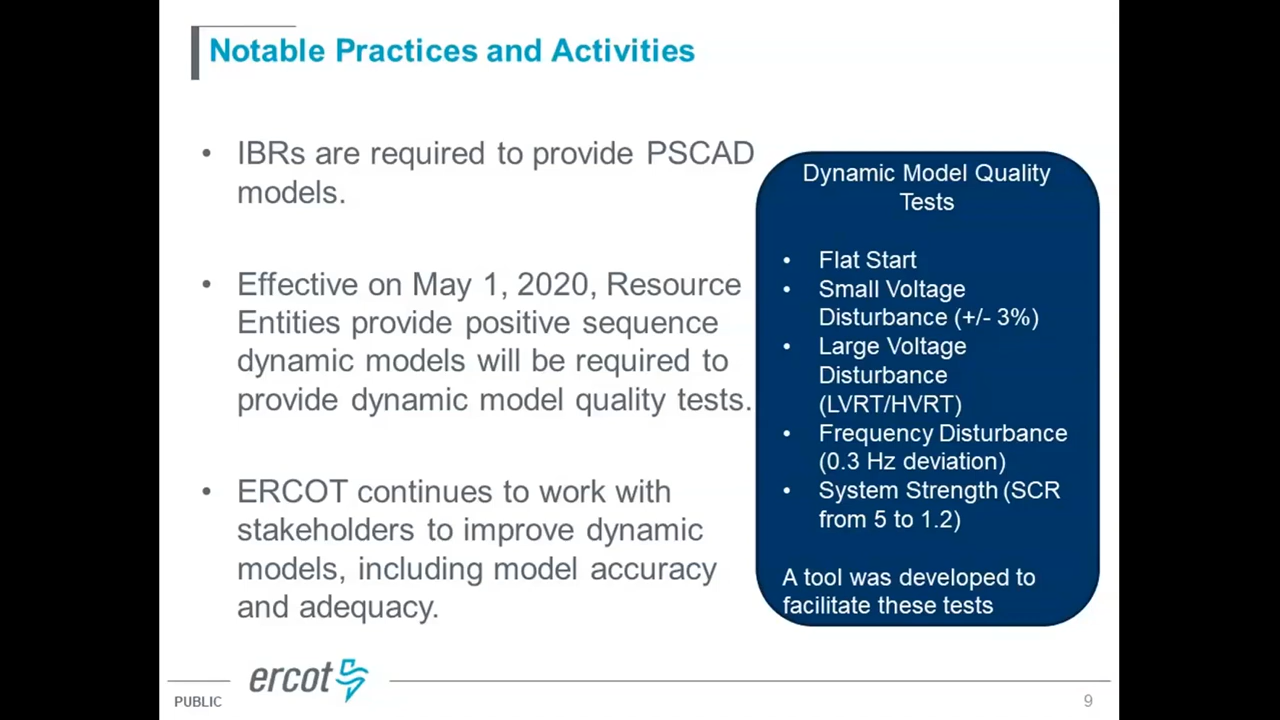 Notable Practices and Activities
• IBRs are required to provide PSCAD
models.
• Effective on May 1, 2020, Resource
Entities provide positive sequence
dynamic models will be required to
provide dynamic model quality tests.
• ERCOT continues to work with
stakeholders to improve dynamic
models, including model accuracy
and adequacy.
Dynamic Model Quality
Tests
• Flat Start
• Small Voltage
Disturbance (+/- 3%)
• Large Voltage
Disturbance
(LVRT/HVRT)
• Frequency Disturbance
(0.3 Hz deviation)
• System Strength (SCR
from 5 to 1.2)
A tool was developed to
facilitate these tests
ercot
PUBLIC
9